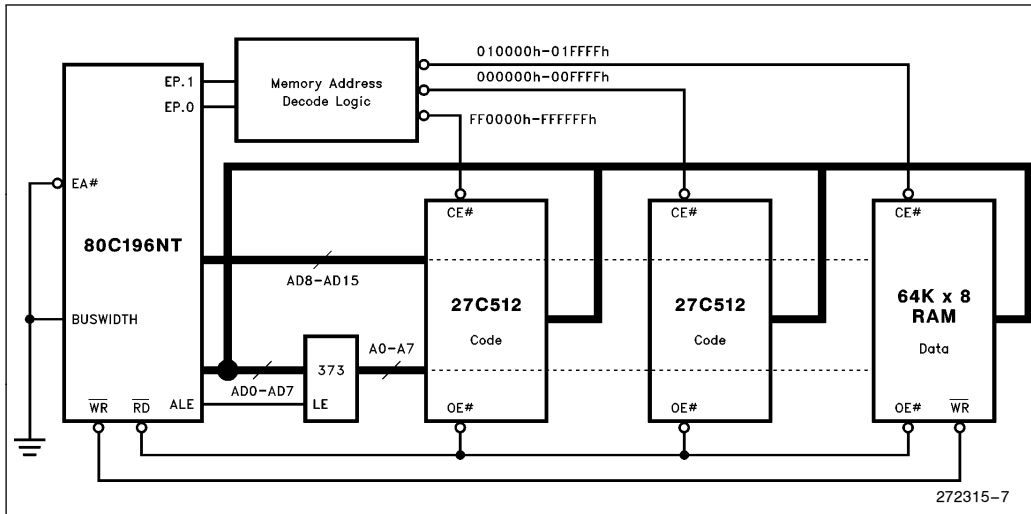 010000h-01FFFFh
000000h-00FFFFh
FF0000h-FFFFFFh
EP.1
EP.0
Memory Address
Decode Logic
EA#
80C196NT
BUSWIDTH
AD8-AD15
AD0-AD7
A0-A7
373
LE
WR
RD
ALE
CE#
27C512
Code
OE#
CE#
27C512
Code
OE#
CE#
64K x 8
RAM
Data
OE#
WR
272315-7